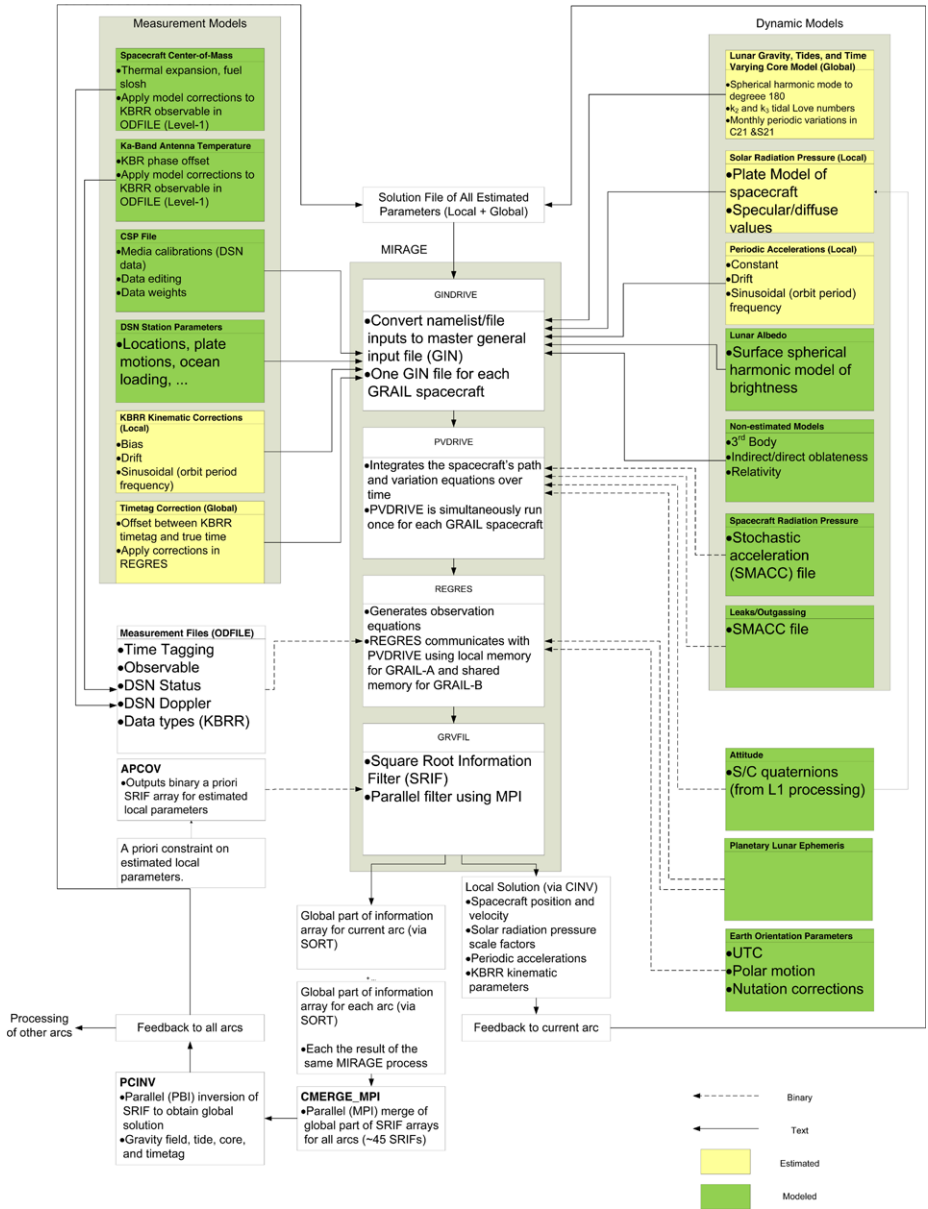 Measurement Models
Spacecraft Center-of-Mass
•Thermal expansion, fuel
slosh
•Apply model corrections to
KBRR observable in
ODFILE (Level-1)
Ka-Band Antenna Temperature
•KBR phase offset
•Apply model corrections to
KBRR observable in
ODFILE (Level-1)
CSP File
•Media calibrations (DSN
data)
•Data editing
•Data weights
DSN Station Parameters
•Locations, plate
motions, ocean
loading, ...
KBRR Kinematic Corrections
(Local)
•Bias
•Drift
•Sinusoidal (orbit period
frequency)
Timetag Correction (Global)
•Offset between KBRR
timetag and true time
•Apply corrections in
REGRES
Measurement Files (ODFILE)
•Time Tagging
•Observable
•DSN Status
•DSN Doppler
•Data types (KBRR)
APCOV
•Outputs binary a priori
SRIF array for estimated
local parameters
A priori constraint on
estimated local
parameters.
Solution File of All Estimated
Parameters (Local + Global)
MIRAGE
GINDRIVE
•Convert namelist/file
inputs to master general
input file (GIN)
•One GIN file for each
GRAIL spacecraft
PVDRIVE
•Integrates the spacecraft's path
and variation equations over
time
•PVDRIVE is simultaneously run
once for each GRAIL spacecraft
REGRES
•Generates observation
equations
•REGRES communicates with
PVDRIVE using local memory
for GRAIL-A and shared
memory for GRAIL-B
GRVFIL
•Square Root Information
Filter (SRIF)
•Parallel filter using MPI
Global part of information
array for current arc (via
SORT)
Global part of information
array for each arc (via
SORT)
•Each the result of the
same MIRAGE process
CMERGE_MPI
•Parallel (MPI) merge of
global part of SRIF arrays
for all arcs (~45 SRIFs)
Local Solution (via CINV)
•Spacecraft position and
velocity
•Solar radiation pressure
scale factors
•Periodic accelerations
•KBRR kinematic
parameters
Feedback to current arc
Processing
of other arcs
Feedback to all arcs
PCINV
•Parallel (PBI) inversion of
SRIF to obtain global
solution
•Gravity field, tide, core,
and timetag
Dynamic Models
Lunar Gravity, Tides, and Time
Varying Core Model (Global)
•Spherical harmonic mode to
degreee 180
•k2 and k3 tidal Love numbers
•Monthly periodic variations in
C21 &S21
Solar Radiation Pressure (Local)
•Plate Model of
spacecraft
•Specular/diffuse
values
Periodic Accelerations (Local)
•Constant
•Drift
•Sinusoidal (orbit period)
frequency
Lunar Albedo
•Surface spherical
harmonic model of
brightness
Non-estimated Models
•3rd Body
•Indirect/direct oblateness
•Relativity
Spacecraft Radiation Pressure
•Stochastic
acceleration
(SMACC) file
Leaks/Outgassing
•SMACC file
Attitude
•S/C quaternions
(from L1 processing)
Planetary Lunar Ephemeris
Earth Orientation Parameters
•UTC
•Polar motion
•Nutation corrections
Binary
Text
Estimated
Modeled